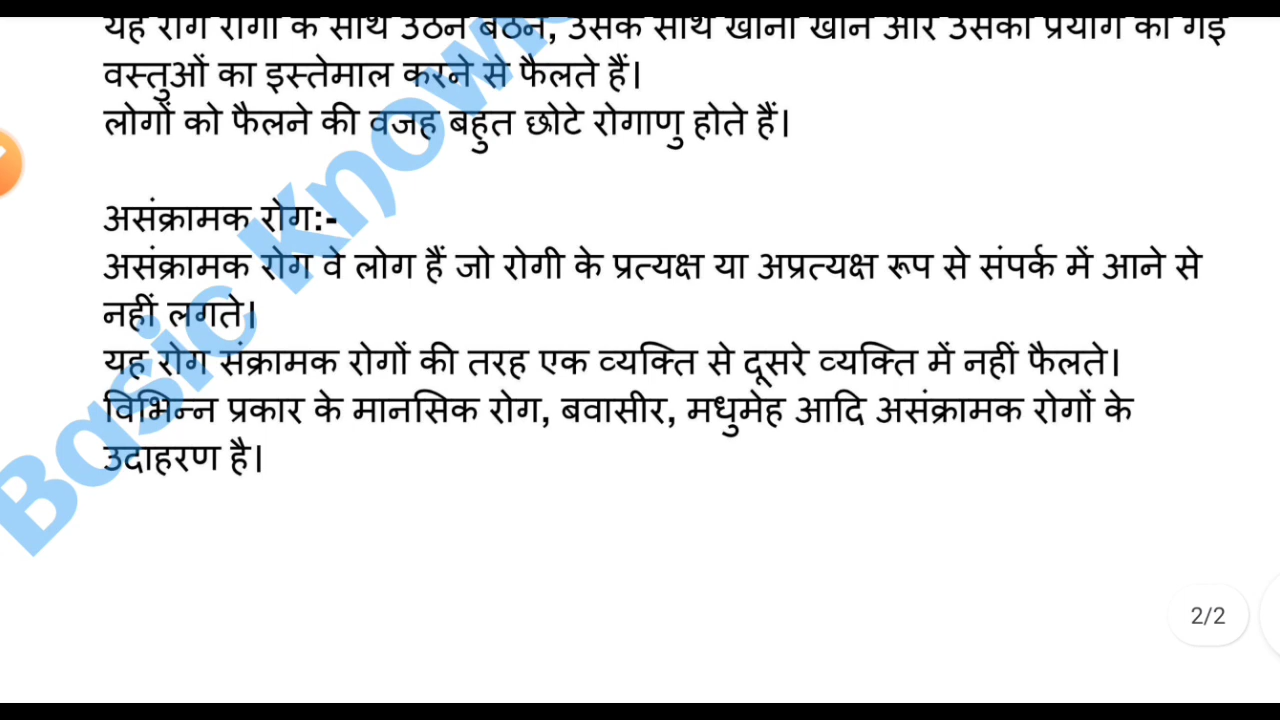 यह रोग रोगी के साथ उठने बैठने, उसके साथ खाना खाने और उसकी प्रयोग की गई
वस्तुओं का इस्तेमाल करने से फैलते हैं।
लोगों को फैलने की वजह बहुत छोटे रोगाणु होते हैं।
असंक्रामक रोग:-
असंक्रामक रोग वे लोग हैं जो रोगी के प्रत्यक्ष या अप्रत्यक्ष रूप से संपर्क में आने से
नहीं लगते।
यह रोग संक्रामक रोगों की तरह एक व्यक्ति से दूसरे व्यक्ति में नहीं फैलते।
विभिन्न प्रकार के मानसिक रोग, बवासीर, मधुमेह आदि असंक्रामक रोगों के
उदाहरण है।
Basic Know
2/2